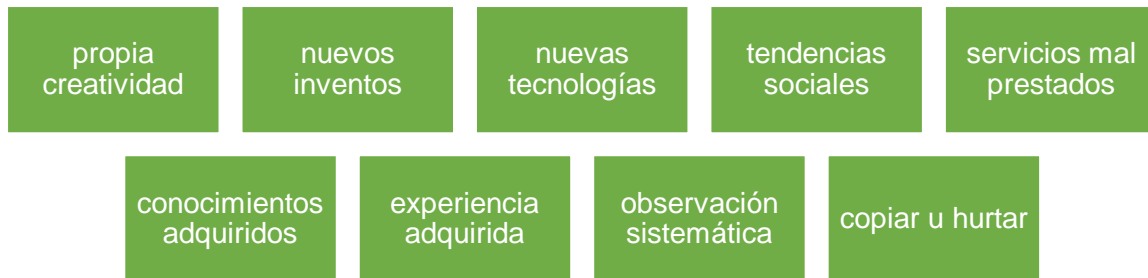 propia
creatividad
nuevos
inventos
nuevas
tecnologías
tendencias
sociales
servicios mal
prestados
conocimientos
adquiridos
experiencia
adquirida
observación
sistemática
copiar u hurtar